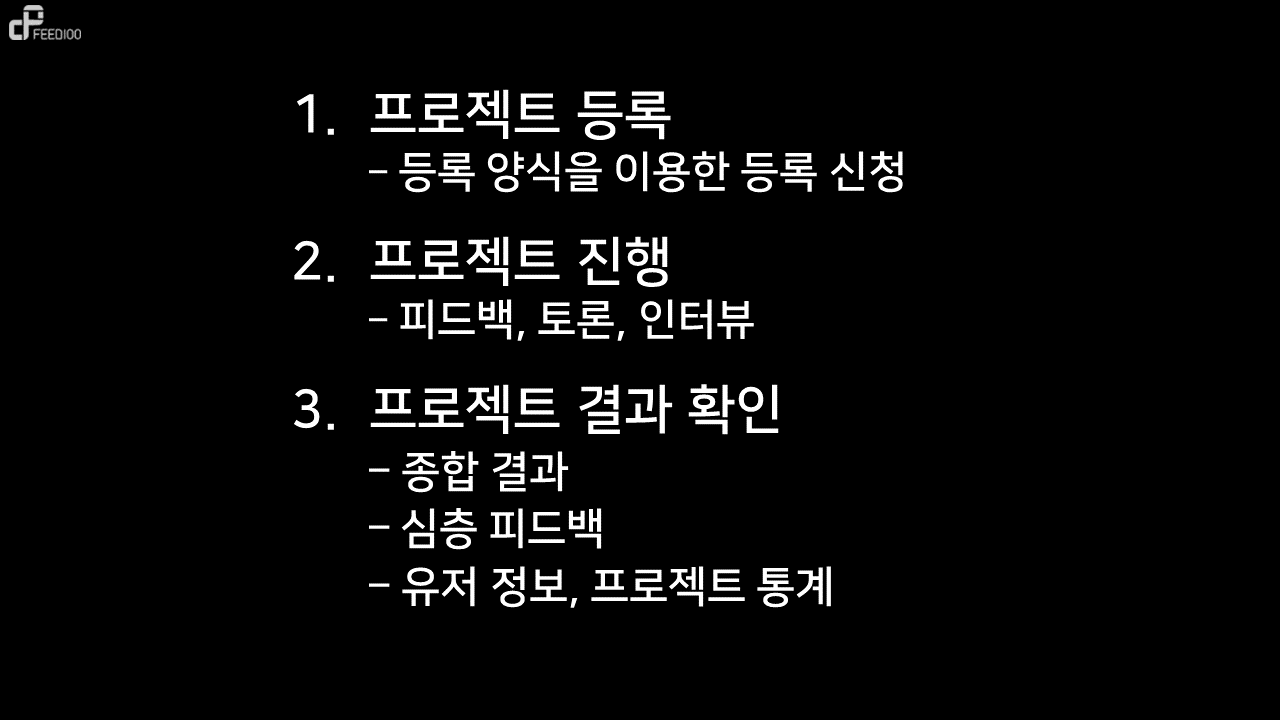 FEED100
1. 프로젝트 등록
– 등록 양식을 이용한 등록 신청
2. 프로젝트 진행
– 피드백, 토론, 인터뷰
3. 프로젝트 결과 확인
– 종합 결과
– 심층 피드백
– 유저 정보, 프로젝트 통계